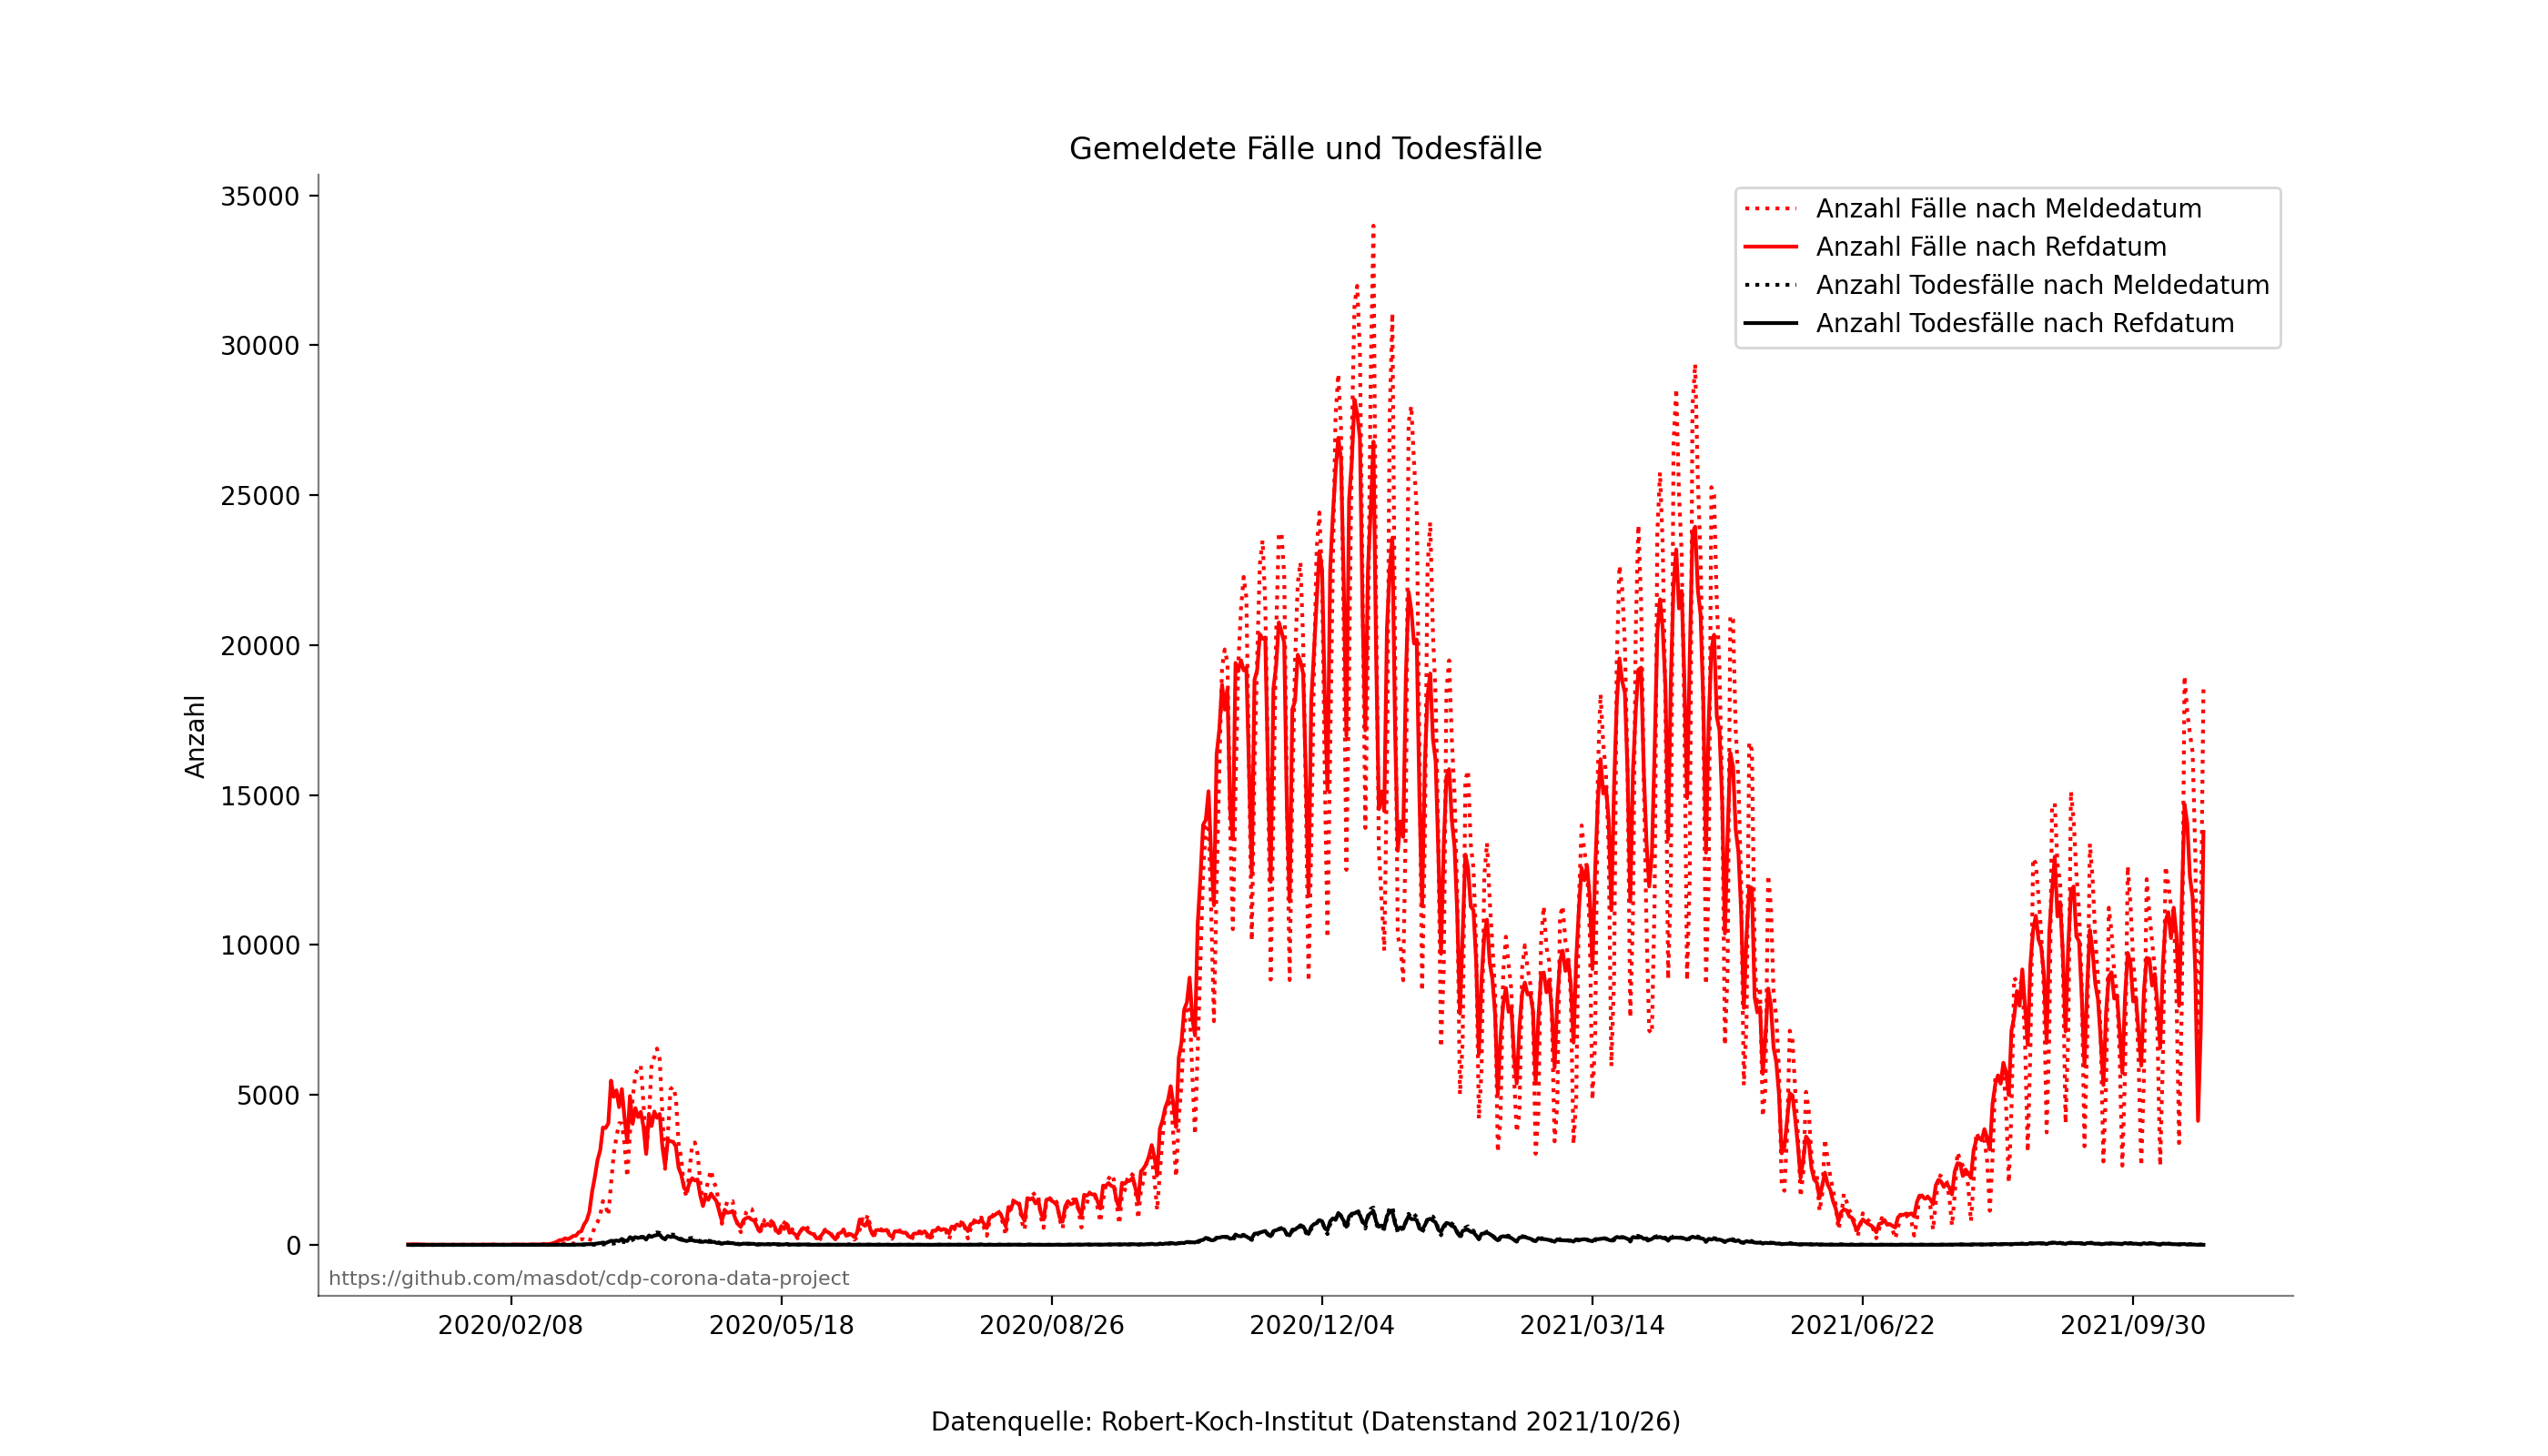 Gemeldete Fälle und Todesfälle
35000
30000
25000
20000
15000
10000
5000
0
Anzahl
Anzahl Fälle nach Meldedatum
Anzahl Fälle nach Refdatum
Anzahl Todesfälle nach Meldedatum
Anzahl Todesfälle nach Refdatum
https://github.com/masdot/cdp-corona-data-project
2020/02/08
2020/05/18
2020/08/26
2020/12/04
2021/03/14
2021/06/22
2021/09/30
Datenquelle: Robert-Koch-Institut (Datenstand 2021/10/26)